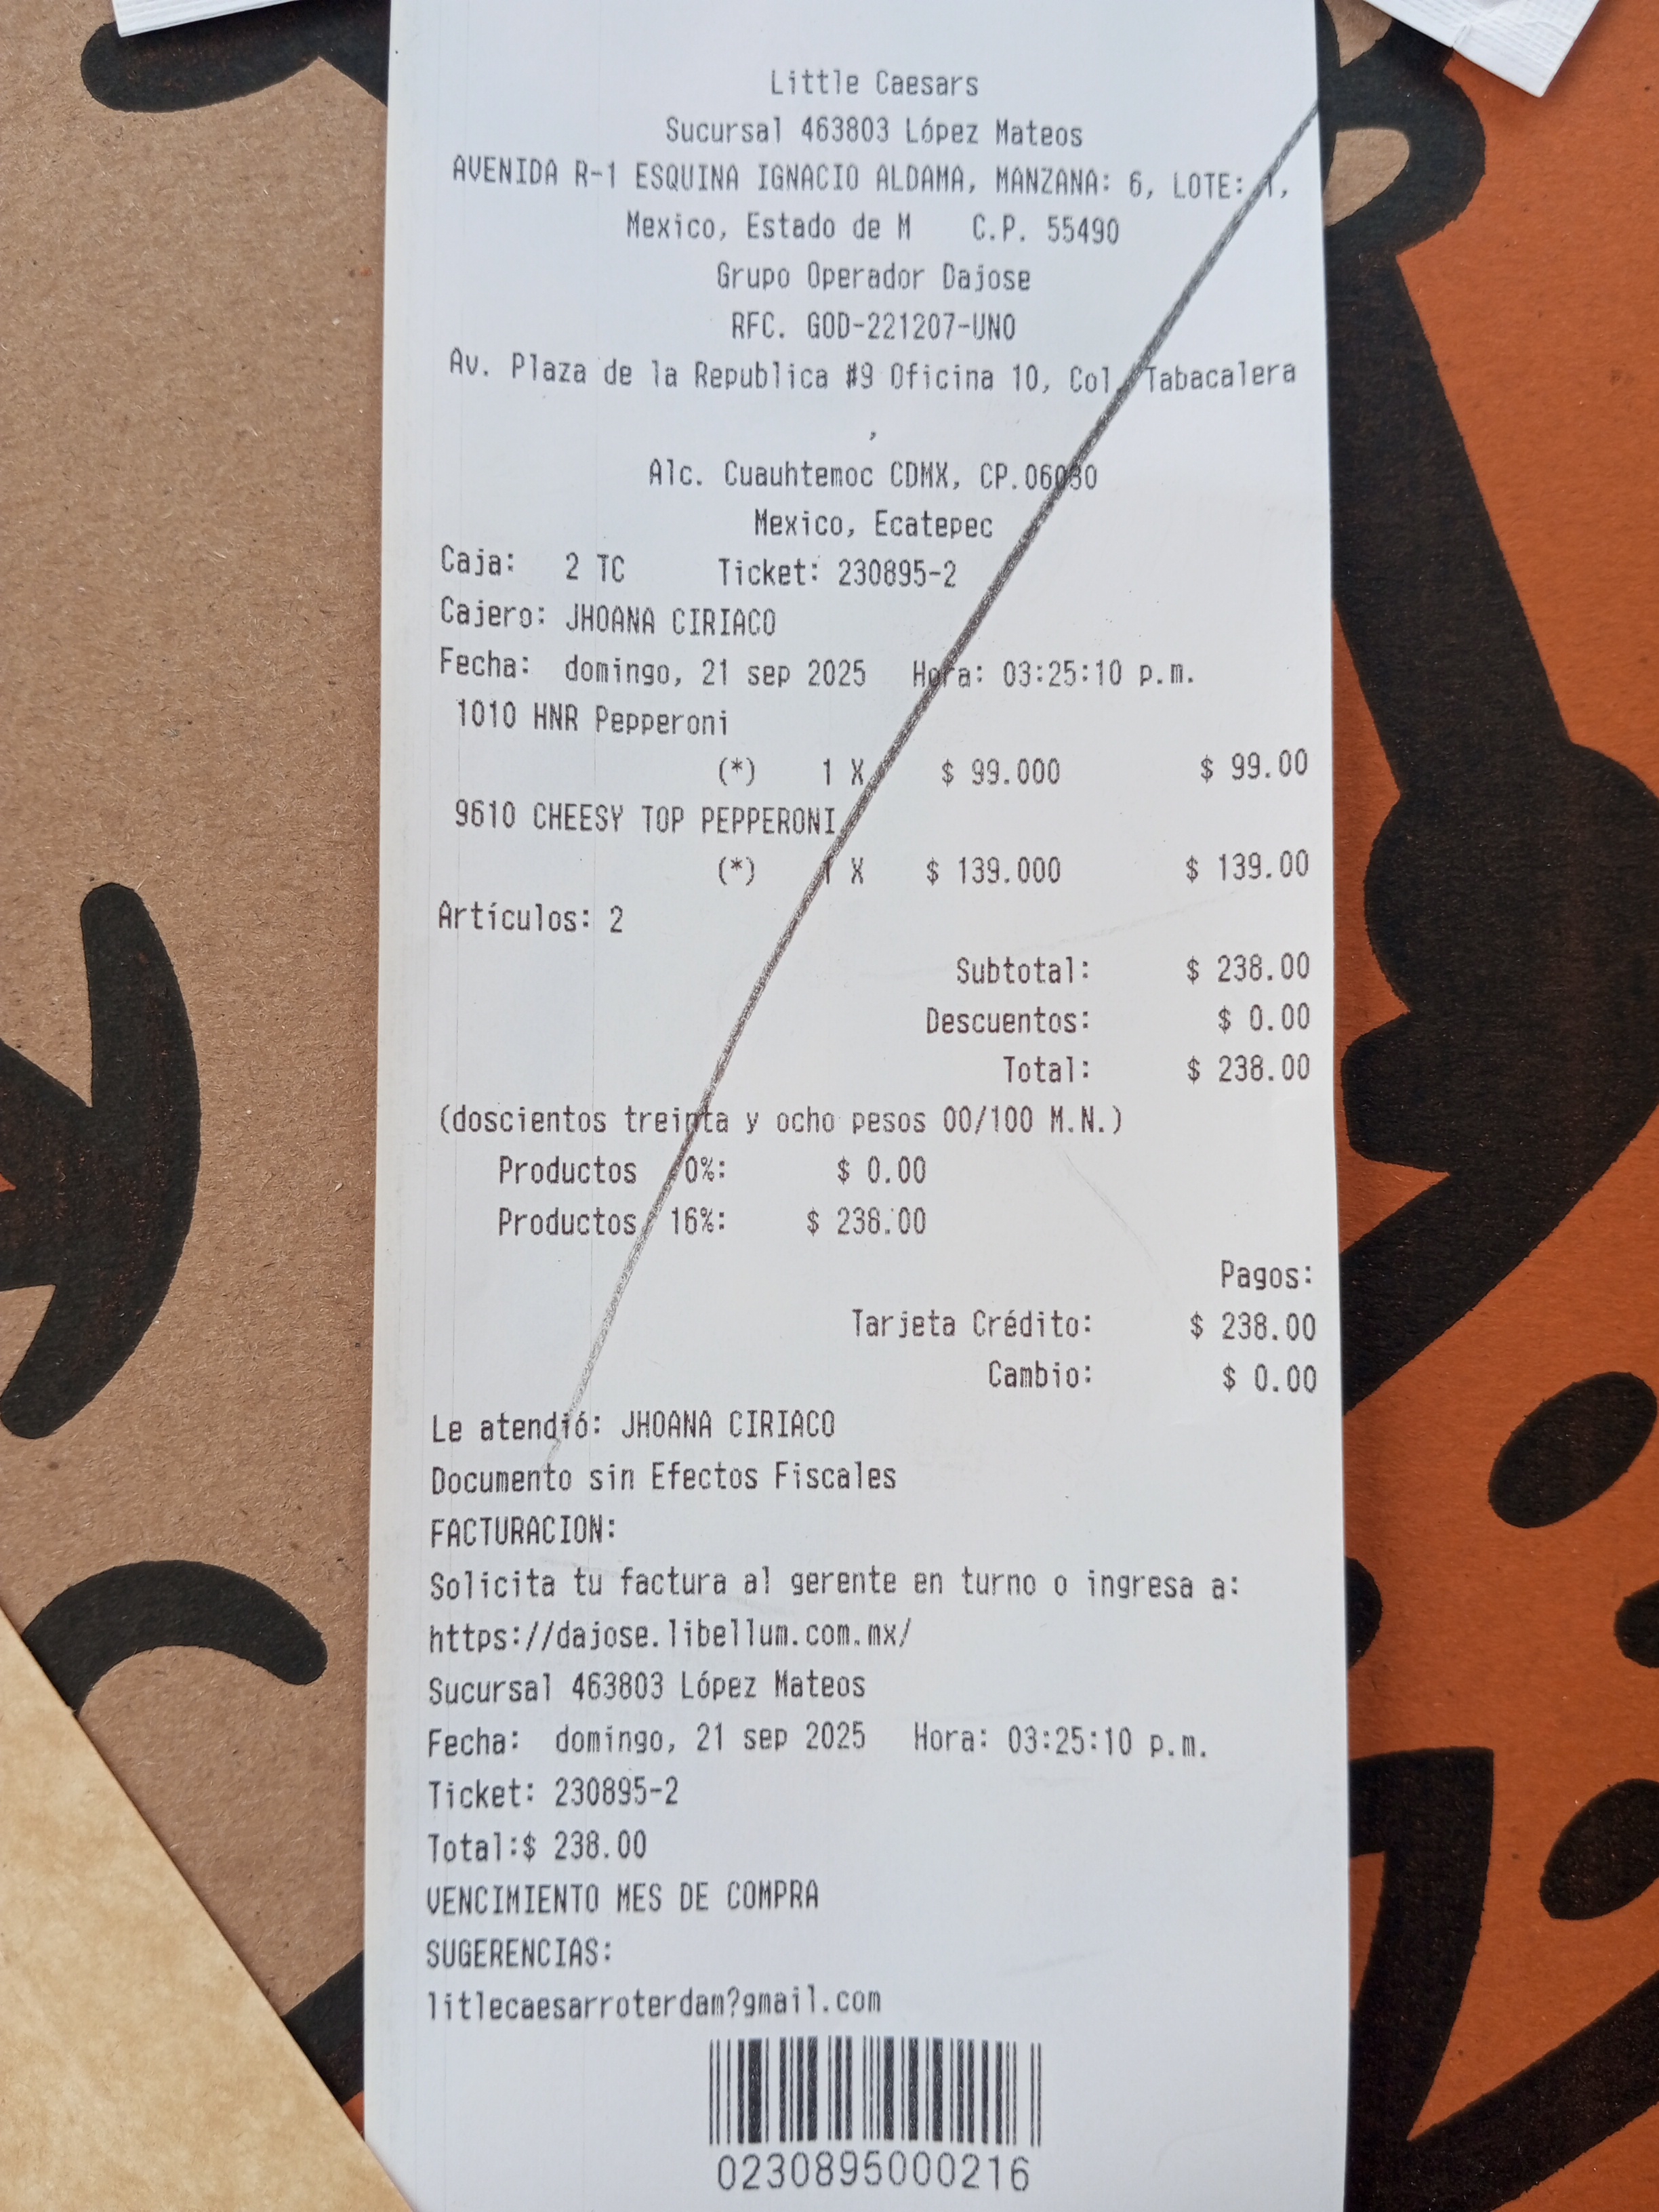 Little Caesars
Sucursal 463803 López Mateos
AVENIDA R-1 ESQUINA IGNACIO ALDAMA, MANZANA: 6, LOTE: 1,
Mexico, Estado de M C.P. 55490
Grupo Operador Dajose
RFC. GOD-221207-UN0
Av. Plaza de la Republica #9 Oficina 10, Col. Tabacalera
,
Alc. Cuauhtemoc CDMX, CP.06030
Mexico, Ecatepec
Caja: 2 TC Ticket: 230895-2
Cajero: JHOANA CIRIACO
Fecha: domingo, 21 sep 2025 Hora: 03:25:10 p.m.
1010 HNR Pepperoni
(*) 1 X $ 99.000 $ 99.00
9610 CHEESY TOP PEPPERONI
(*) 1 X $ 139.000 $ 139.00
Artículos: 2
Subtotal: $ 238.00
Descuentos: $ 0.00
Total: $ 238.00
(doscientos treinta y ocho pesos 00/100 M.N.)
Productos 0%: $ 0.00
Productos 16%: $ 238.00
Pagos:
Tarjeta Crédito: $ 238.00
Cambio: $ 0.00
Le atendió: JHOANA CIRIACO
Documento sin Efectos Fiscales
FACTURACION:
Solicita tu factura al gerente en turno o ingresa a:
https://dajose.libellum.com.mx/
Sucursal 463803 López Mateos
Fecha: domingo, 21 sep 2025 Hora: 03:25:10 p.m.
Ticket: 230895-2
Total:$ 238.00
VENCIMIENTO MES DE COMPRA
SUGERENCIAS:
litlecaesarroterdam?gmail.com
0230895000216